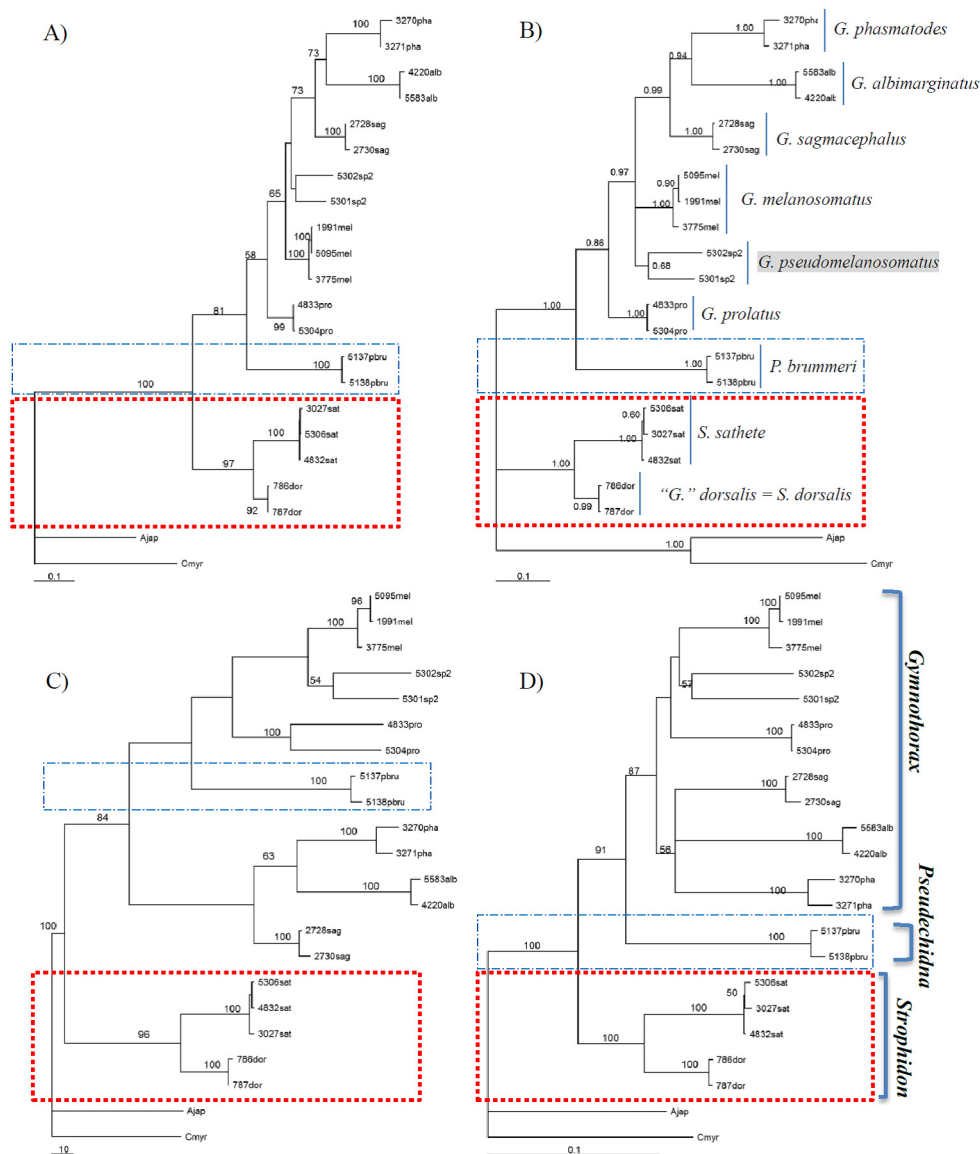 A)
100
3270pha
3271pha
73
4220alb
100
5583alb
73
2728sag
100
2730sag
5302sp2
65
5301sp2
1991mel
100
5095mel
100
3775mel
58
81
4833pro
99
5304pro
5137pbru
100
5138pbru
100
3027sat
100
5306sat
4832sat
97
786dor
92
787dor
Ajap
Cmyr
0.1
B)
3270pha
1.00
3271pha
G. phasmatodes
0.94
5583alb
1.00
4220alb
G. albimarginatus
0.99
2728sag
1.00
2730sag
G. sagmacephalus
0.97
5095mel
0.90
1991mel
1.00
3775mel
G. melanosomatus
0.86
5302sp2
0.68
5301sp2
G. pseudomelanosomatus
1.00
4833pro
1.00
5304pro
G. prolatus
5137pbru
1.00
5138pbru
P. brummeri
5306sat
0.60
3027sat
1.00
4832sat
S. sathete
1.00
786dor
0.99
787dor
“G.” dorsalis = S. dorsalis
Ajap
1.00
Cmyr
0.1
C)
5095mel
96
1991mel
100
3775mel
5302sp2
54
5301sp2
4833pro
100
5304pro
5137pbru
100
5138pbru
84
3270pha
100
3271pha
63
5583alb
100
4220alb
2728sag
100
2730sag
100
5306sat
100
4832sat
3027sat
96
786dor
100
787dor
Ajap
Cmyr
10
D)
5095mel
100
1991mel
100
3775mel
5302sp2
57
5301sp2
4833pro
100
5304pro
87
2728sag
100
2730sag
5583alb
100
4220alb
56
3270pha
100
3271pha
91
5137pbru
100
5138pbru
100
5306sat
50
3027sat
100
4832sat
100
786dor
100
787dor
Ajap
Cmyr
0.1
Gymnothorax
Pseudechidna
Strophidon